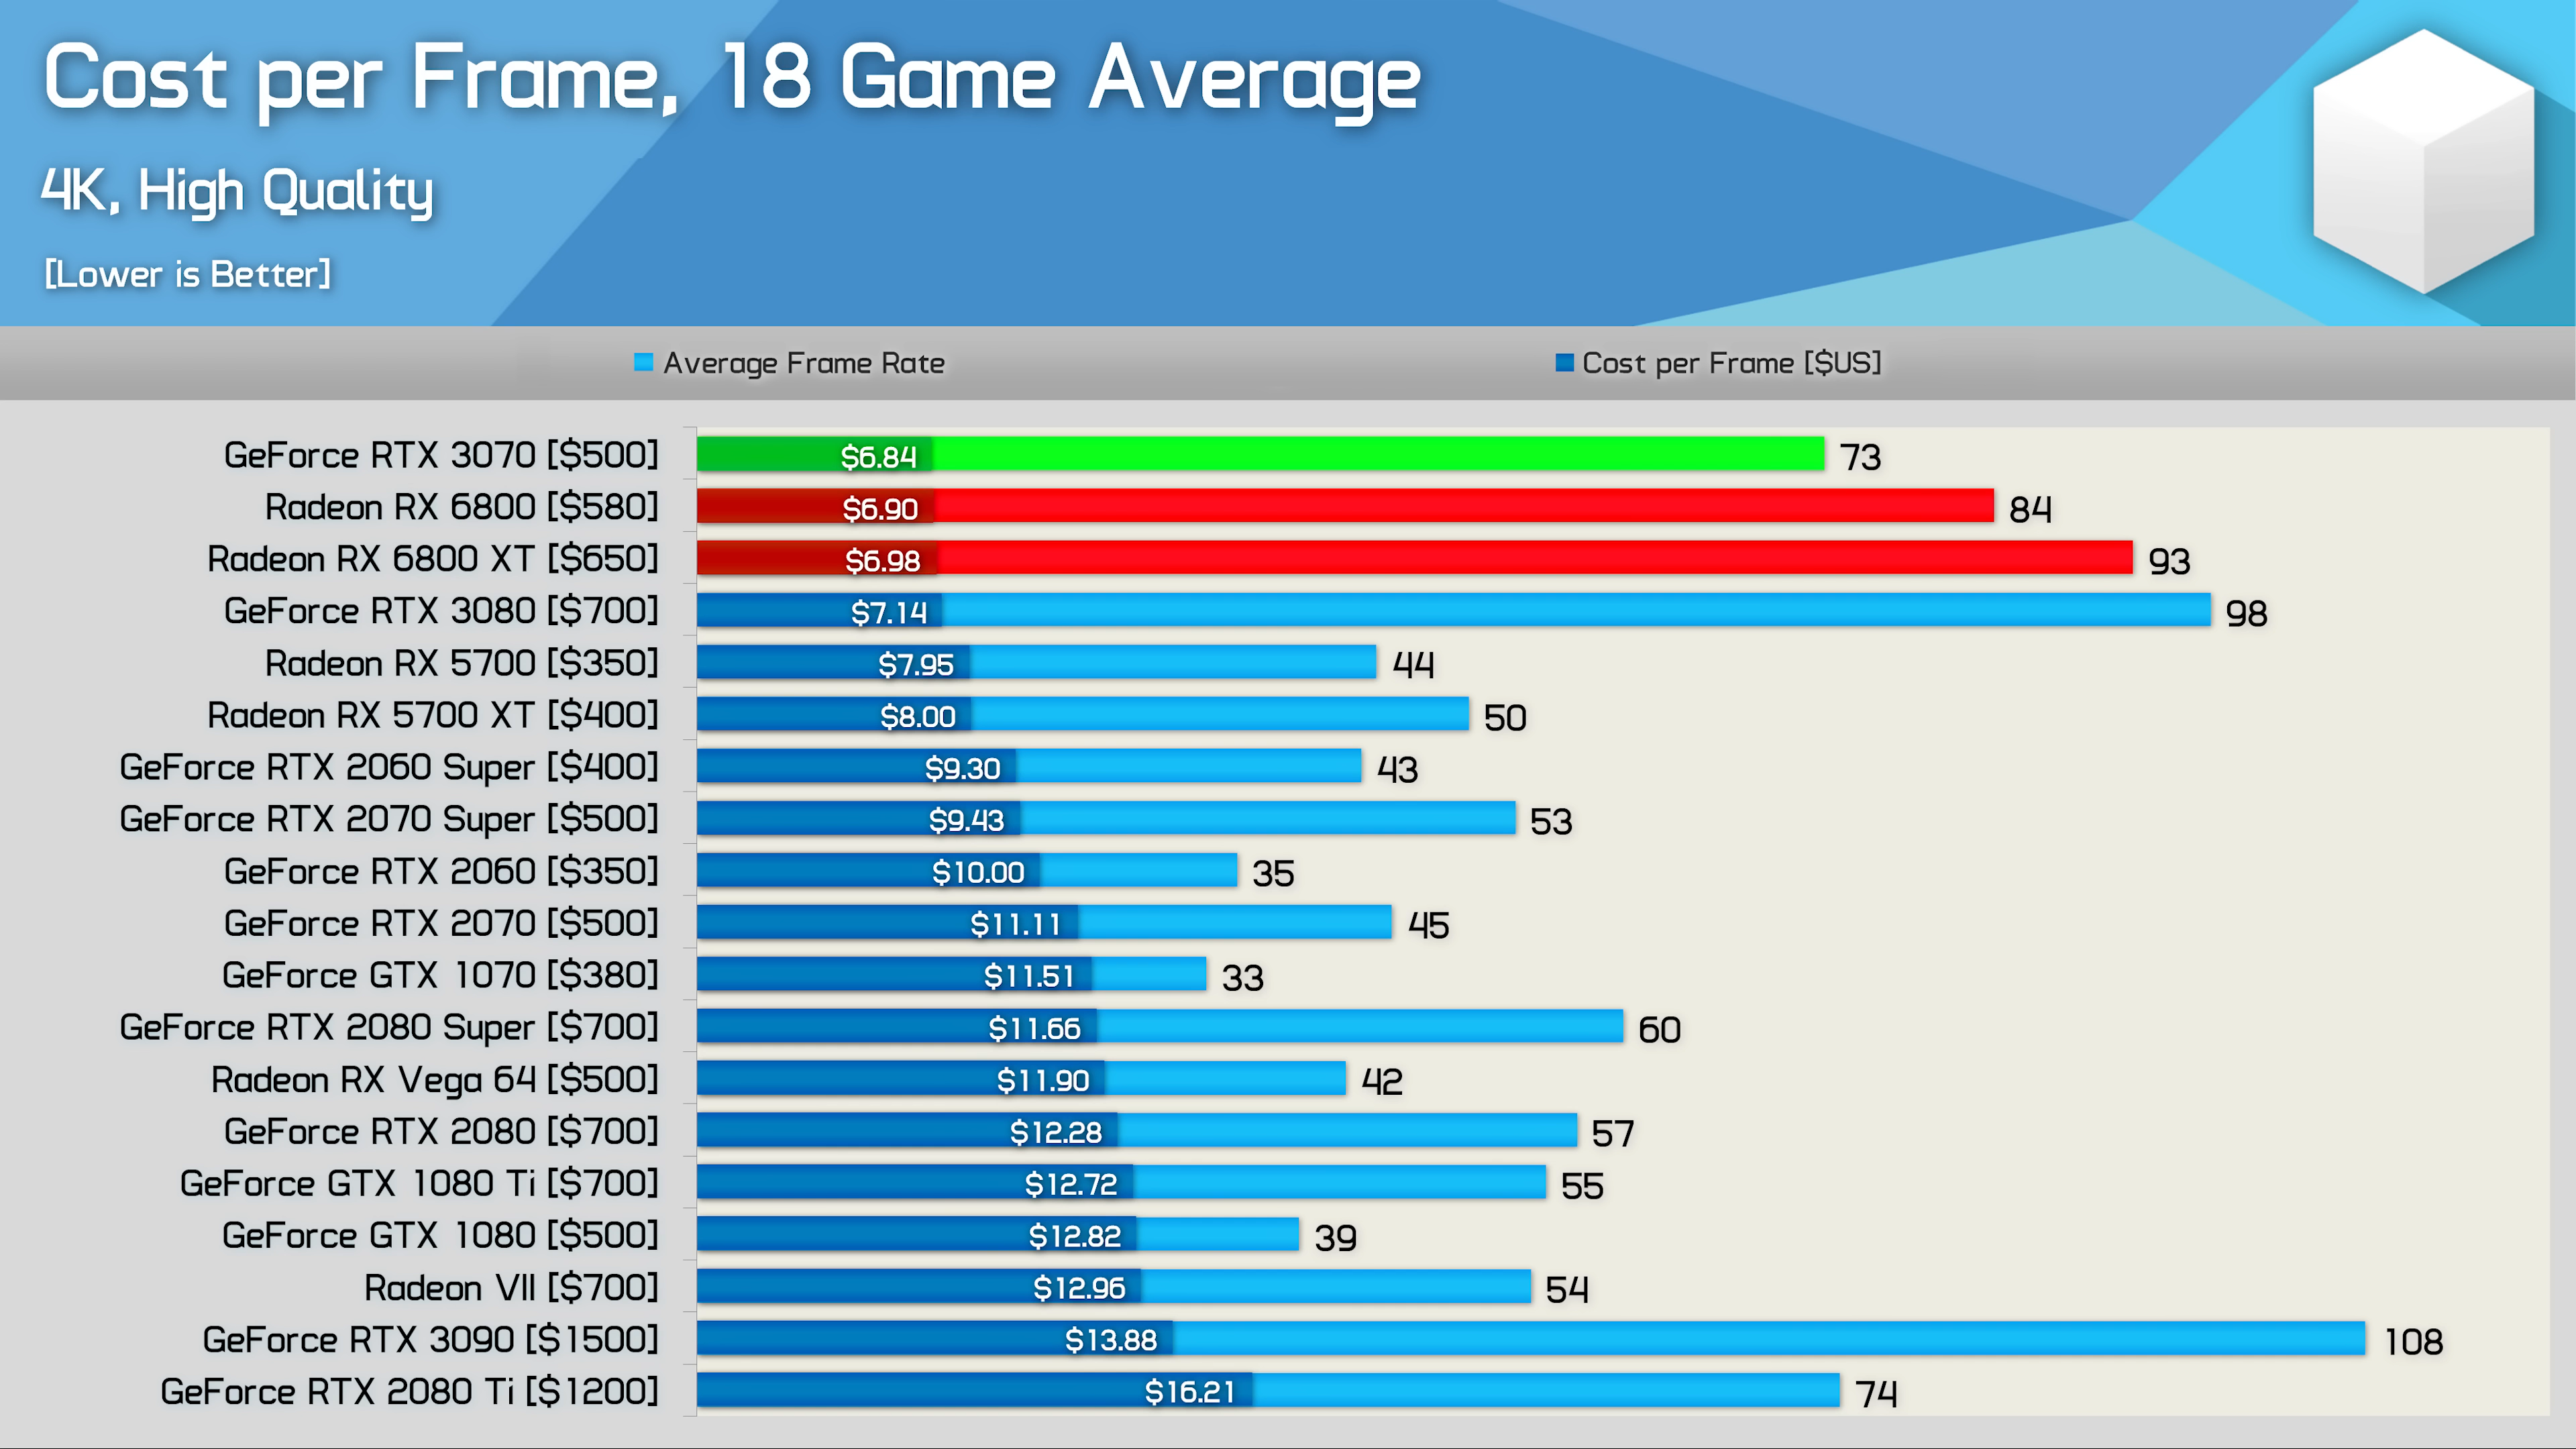 Cost per Frame, 18 Game Average
4K, High Quality
[Lower is Better]
Average Frame Rate Cost per Frame [$US]
GeForce RTX 3070 [$500] $6.84 73
Radeon RX 6800 [$580] $6.90 84
Radeon RX 6800 XT [$650] $6.98 93
GeForce RTX 3080 [$700] $7.14 98
Radeon RX 5700 [$350] $7.95 44
Radeon RX 5700 XT [$400] $8.00 50
GeForce RTX 2060 Super [$400] $9.30 43
GeForce RTX 2070 Super [$500] $9.43 53
GeForce RTX 2060 [$350] $10.00 35
GeForce RTX 2070 [$500] $11.11 45
GeForce GTX 1070 [$380] $11.51 33
GeForce RTX 2080 Super [$700] $11.66 60
Radeon RX Vega 64 [$500] $11.90 42
GeForce RTX 2080 [$700] $12.28 57
GeForce GTX 1080 Ti [$700] $12.72 55
GeForce GTX 1080 [$500] $12.82 39
Radeon VII [$700] $12.96 54
GeForce RTX 3090 [$1500] $13.88 108
GeForce RTX 2080 Ti [$1200] $16.21 74